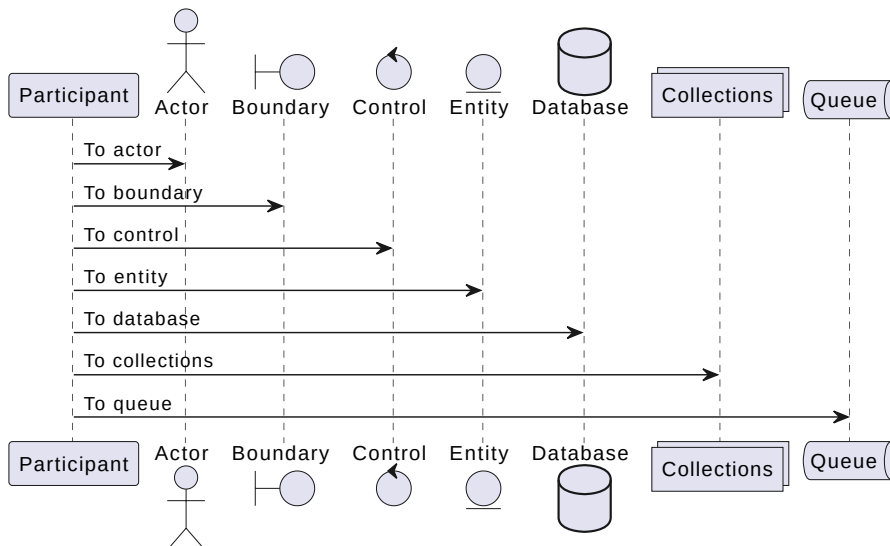 Participant Actor Boundary Control Entity Database Collections Queue
To actor
To boundary
To control
To entity
To database
To collections
To queue
Participant Actor Boundary Control Entity Database Collections Queue